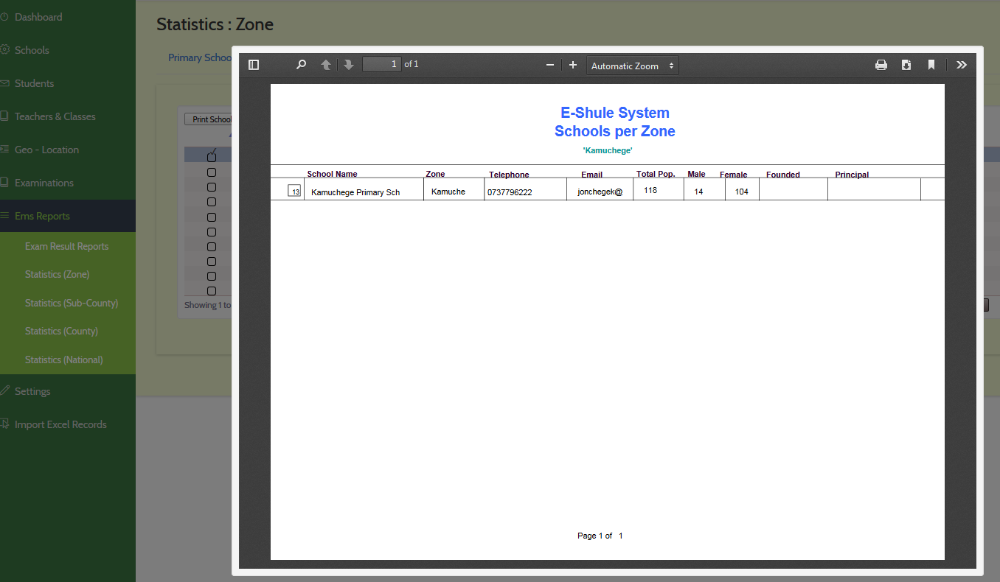 Dashboard
Schools
Students
Teachers & Classes
Geo - Location
Examinations
Ems Reports
Exam Result Reports
Statistics (Zone)
Statistics (Sub-County)
Statistics (County)
Statistics (National)
Settings
Import Excel Records
Statistics : Zone
Primary Schoo
Print School
Showing 1 to
1 of 1 Automatic Zoom
E-Shule System
Schools per Zone
'Kamuchege'
School Name Zone Telephone Email Total Pop. Male Female Founded Principal
13 Kamuchege Primary Sch Kamuche 0737796222 jonchegek@ 118 14 104
Page 1 of 1